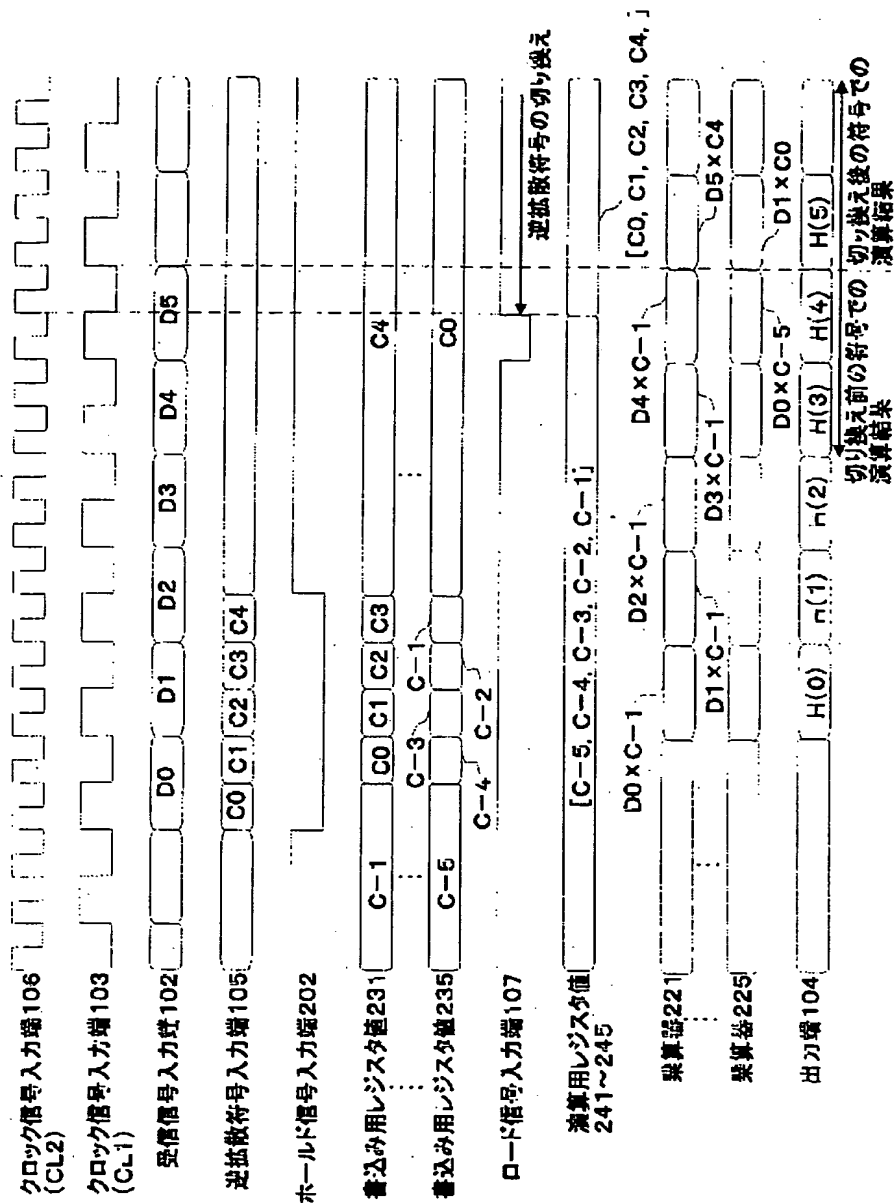 クロック信号入力端106
(CL2)
クロック信号入力端103
(CL1)
受信信号入力端102
D0 D1 D2 D3 D4 D5
逆拡散符号入力端105
C0 C1 C2 C3 C4
ホールド信号入力端202
書込み用レジスタ値231
C-1 C0 C1 C2 C3 C4
書込み用レジスタ値235
C-5 C-4 C-3 C-2 C-1 C0
ロード信号入力端107
逆拡散符号の切り換え
演算用レジスタ値
241~245
[C-5, C-4, C-3, C-2, C-1]
[C0, C1, C2, C3, C4,]
乗算器221
D0×C-1 D1×C-1 D2×C-1 D3×C-1 D4×C-1 D5×C4
乗算器225
D0×C-5 D1×C0
出力端104
H(0) H(1) H(2) H(3) H(4) H(5)
切り換え前の符号での
演算結果
切り換え後の符号での
演算結果